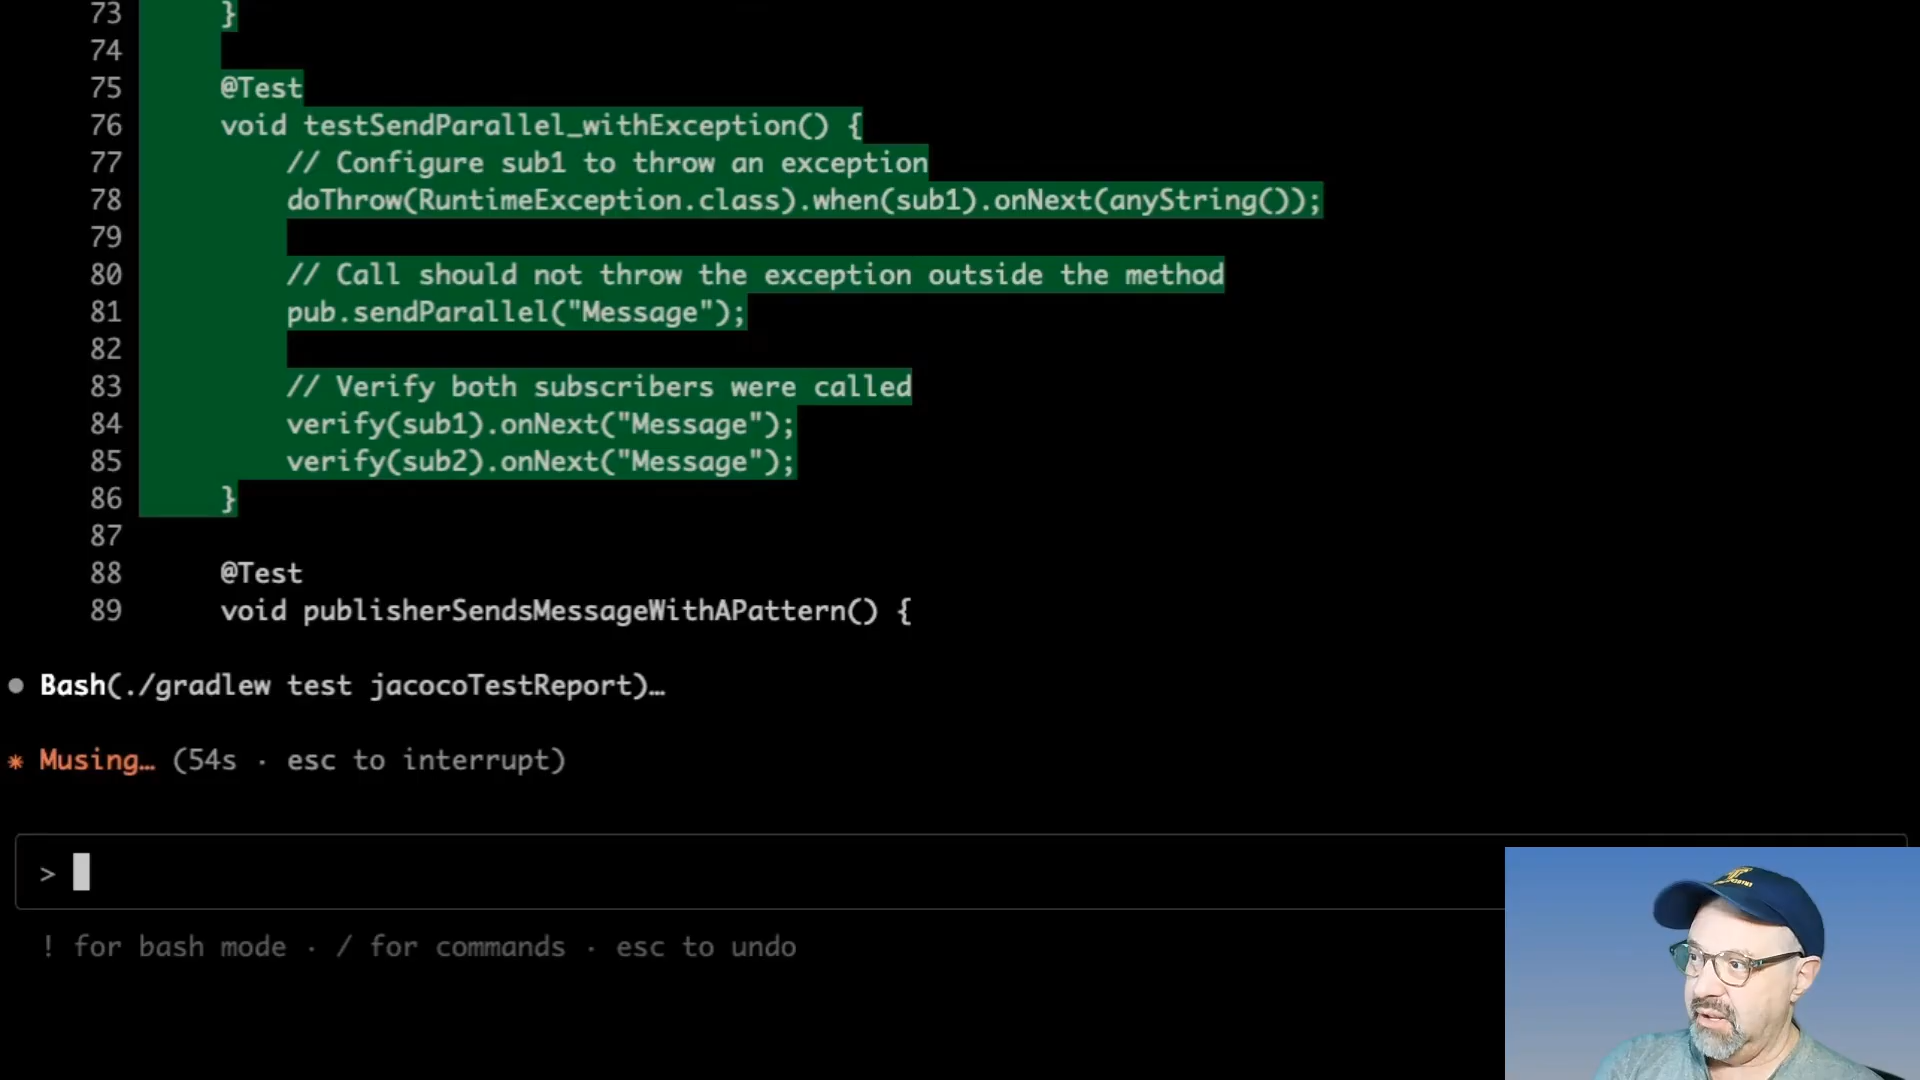 73 }
74
75 @Test
76 void testSendParallel_withException() {
77 // Configure sub1 to throw an exception
78 doThrow(RuntimeException.class).when(sub1).onNext(anyString());
79
80 // Call should not throw the exception outside the method
81 pub.sendParallel("Message");
82
83 // Verify both subscribers were called
84 verify(sub1).onNext("Message");
85 verify(sub2).onNext("Message");
86 }
87
88 @Test
89 void publisherSendsMessageWithAPattern() {
● Bash(./gradlew test jacocoTestReport)…
* Musing… (54s · esc to interrupt)
>
! for bash mode · / for commands · esc to undo